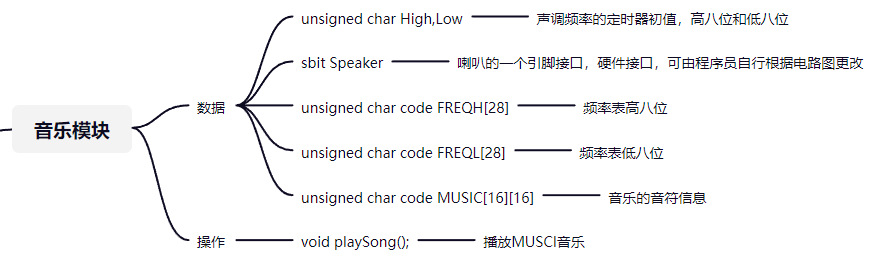 unsigned char High,Low 声调频率的定时器初值，高八位和低八位
sbit Speaker 喇叭的一个引脚接口，硬件接口，可由程序员自行根据电路图更改
数据 unsigned char code FREQH[28] 频率表高八位
音乐模块
unsigned char code FREQL[28] 频率表低八位
unsigned char code MUSIC[16][16] 音乐的音符信息
操作 void playSong(); 播放MUSCI音乐